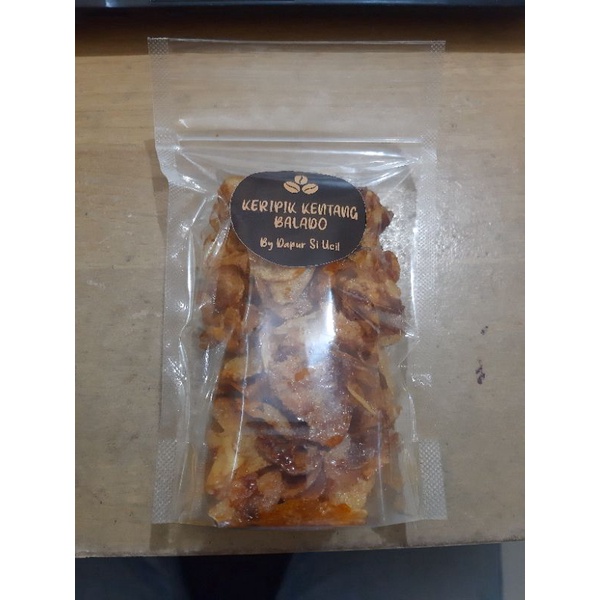 KERIPIK KENTANG
BALADO
By Dapur Si Ucil